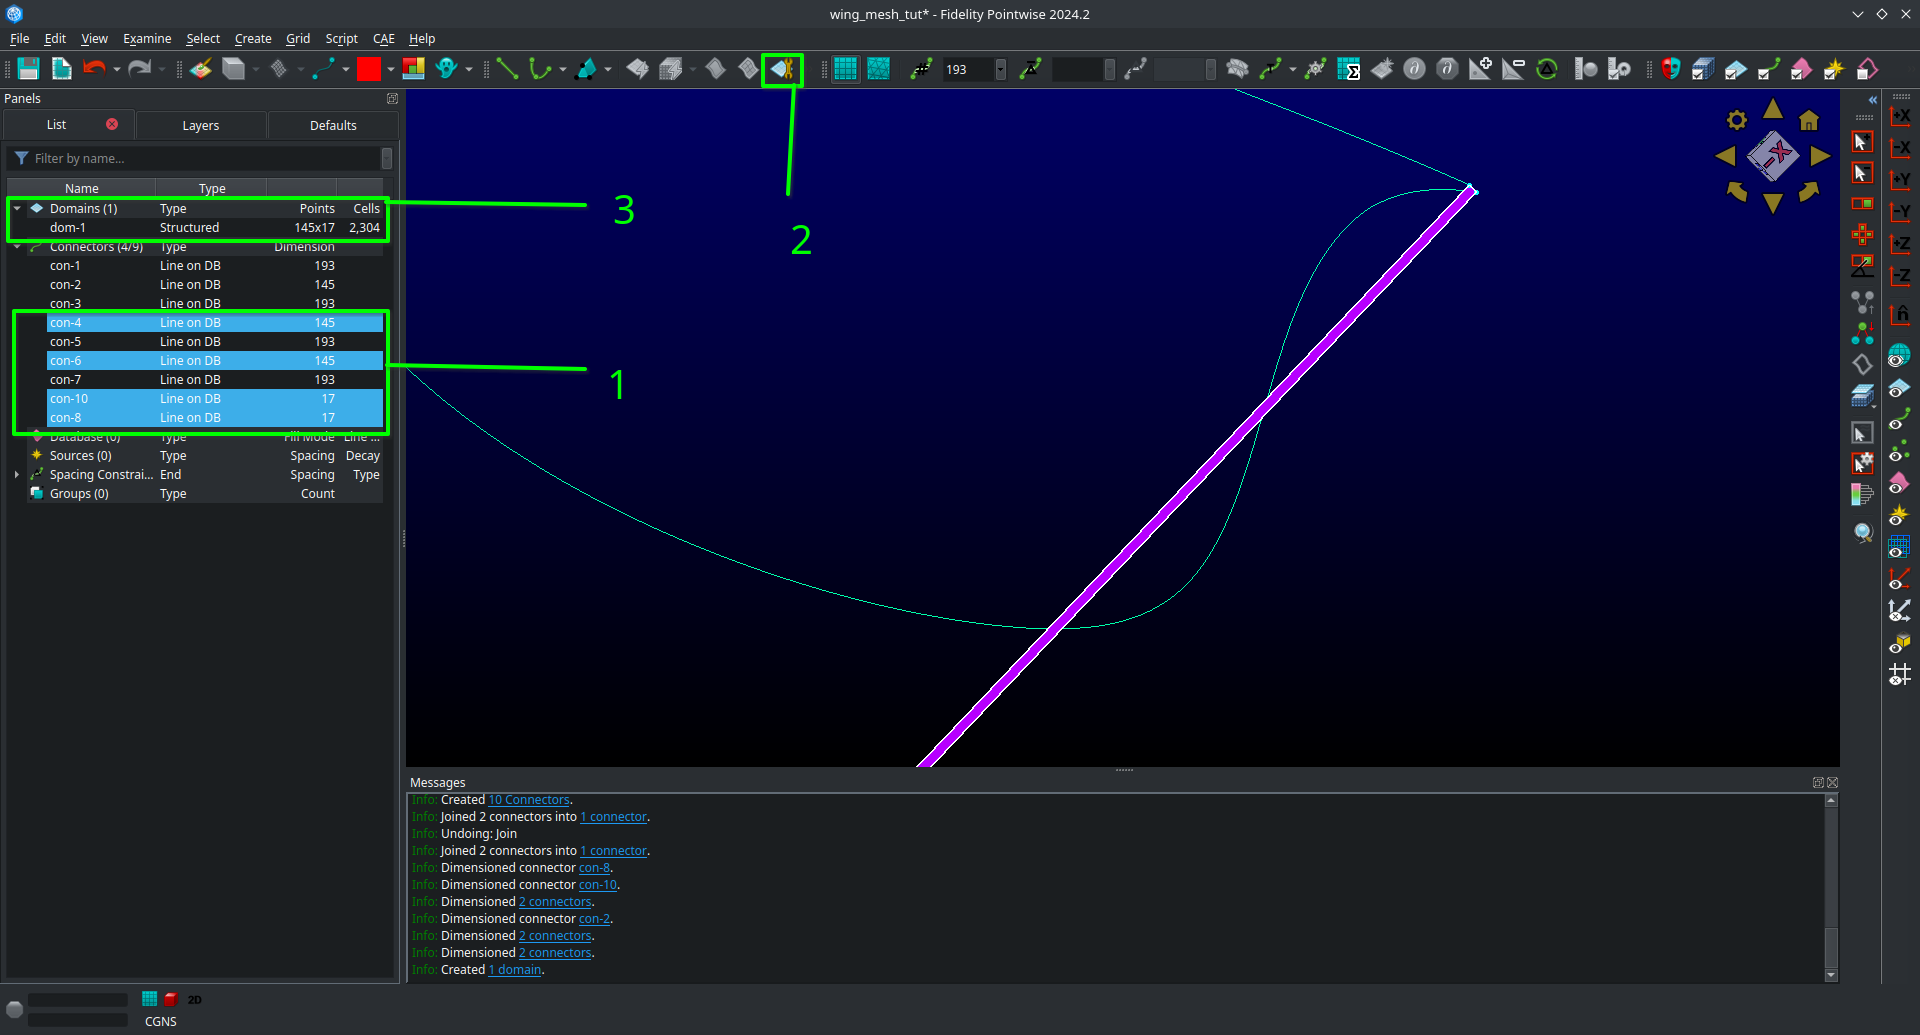 wing_mesh_tut* - Fidelity Pointwise 2024.2
File Edit View Examine Select Create Grid Script CAE Help
193
Panels
List Layers Defaults
Filter by name...
Name Type
Domains (1) Type Points Cells
dom-1 Structured 145x17 2,304
Connectors (4/9) Type Dimension
con-1 Line on DB 193
con-2 Line on DB 145
con-3 Line on DB 193
con-4 Line on DB 145
con-5 Line on DB 193
con-6 Line on DB 145
con-7 Line on DB 193
con-10 Line on DB 17
con-8 Line on DB 17
Database (0) Type Fill Mode Line ...
Sources (0) Type Spacing Decay
Spacing Constrai... End Spacing Type
Groups (0) Type Count
3
2
1
-X
+X
-X
+Y
-Y
+Z
-Z
n̂
Messages
Info: Created 10 Connectors.
Info: Joined 2 connectors into 1 connector.
Info: Undoing: Join
Info: Joined 2 connectors into 1 connector.
Info: Dimensioned connector con-8.
Info: Dimensioned connector con-10.
Info: Dimensioned 2 connectors.
Info: Dimensioned connector con-2.
Info: Dimensioned 2 connectors.
Info: Dimensioned 2 connectors.
Info: Created 1 domain.
2D
CGNS